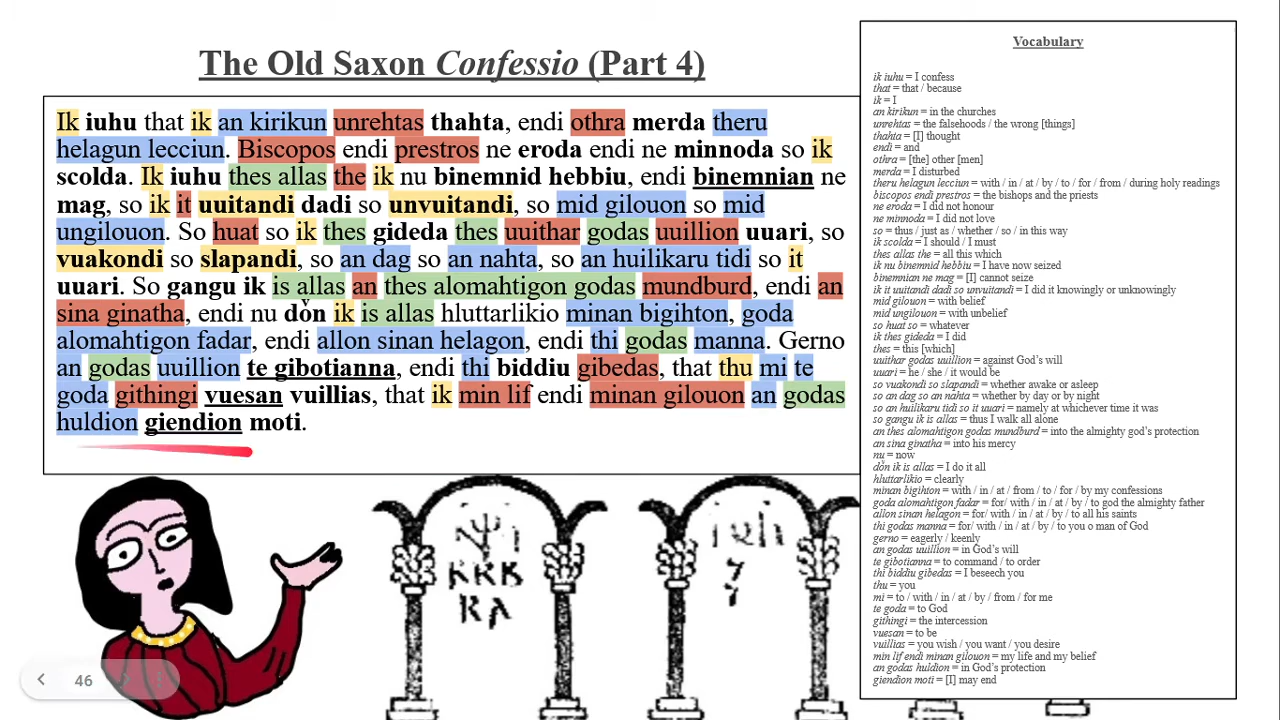 The Old Saxon Confessio (Part 4)
Ik iuhu that ik an kirikun unrehtas thahta, endi othra merda theru
helagun lecciun. Biscopos endi prestros ne eroda endi ne minnoda so ik
scolda. Ik iuhu thes allas the ik nu binemnid hebbiu, endi binemnian ne
mag, so ik it uuitandi dadi so unvuitandi, so mid gilouon so mid
ungilouon. So huat so ik thes gideda thes uuithar godas uuillion uuari, so
vuakondi so slapandi, so an dag so an nahta, so an huilikaru tidi so it
uuari. So gangu ik is allas an thes alomahtigon godas mundburd, endi an
sina ginatha, endi nu dǒn ik is allas hluttarlikio minan bigihton, goda
alomahtigon fadar, endi allon sinan helagon, endi thi godas manna. Gerno
an godas uuillion te gibotianna, endi thi biddiu gibedas, that thu mi te
goda githingi vuesan vuillias, that ik min lif endi minan gilouon an godas
huldion giendion moti.
46
Vocabulary
ik iuhu = I confess
that = that / because
ik = I
an kirikun = in the churches
unrehtas = the falsehoods / the wrong [things]
thahta = [I] thought
endi = and
othra = [the] other [men]
merda = I disturbed
theru helagun lecciun = with / in / at / by / to / for / from / during holy readings
biscopos endi prestros = the bishops and the priests
ne eroda = I did not honour
ne minnoda = I did not love
so = thus / just as / whether / so / in this way
ik scolda = I should / I must
thes allas the = all this which
ik nu binemnid hebbiu = I have now seized
binemnian ne mag = [I] cannot seize
ik it uuitandi dadi so unvuitandi = I did it knowingly or unknowingly
mid gilouon = with belief
mid ungilouon = with unbelief
so huat so = whatever
ik thes gideda = I did
thes = this [which]
uuithar godas uuillion = against God's will
uuari = he / she / it would be
so vuakondi so slapandi = whether awake or asleep
so an dag so an nahta = whether by day or by night
so an huilikaru tidi so it uuari = namely at whichever time it was
so gangu ik is allas = thus I walk all alone
an thes alomahtigon godas mundburd = into the almighty god's protection
an sina ginatha = into his mercy
nu = now
dǒn ik is allas = I do it all
hluttarlikio = clearly
minan bigihton = with / in / at / from / to / for / by my confessions
goda alomahtigon fadar = for/ with / in / at / by / to god the almighty father
allon sinan helagon = for/ with / in / at / by / to all his saints
thi godas manna = for/ with / in / at / by / to you o man of God
gerno = eagerly / keenly
an godas uuillion = in God's will
te gibotianna = to command / to order
thi biddiu gibedas = I beseech you
thu = you
mi = to / with / in / at / by / from / for me
te goda = to God
githingi = the intercession
vuesan = to be
vuillias = you wish / you want / you desire
min lif endi minan gilouon = my life and my belief
an godas huldion = in God's protection
giendion moti = [I] may end